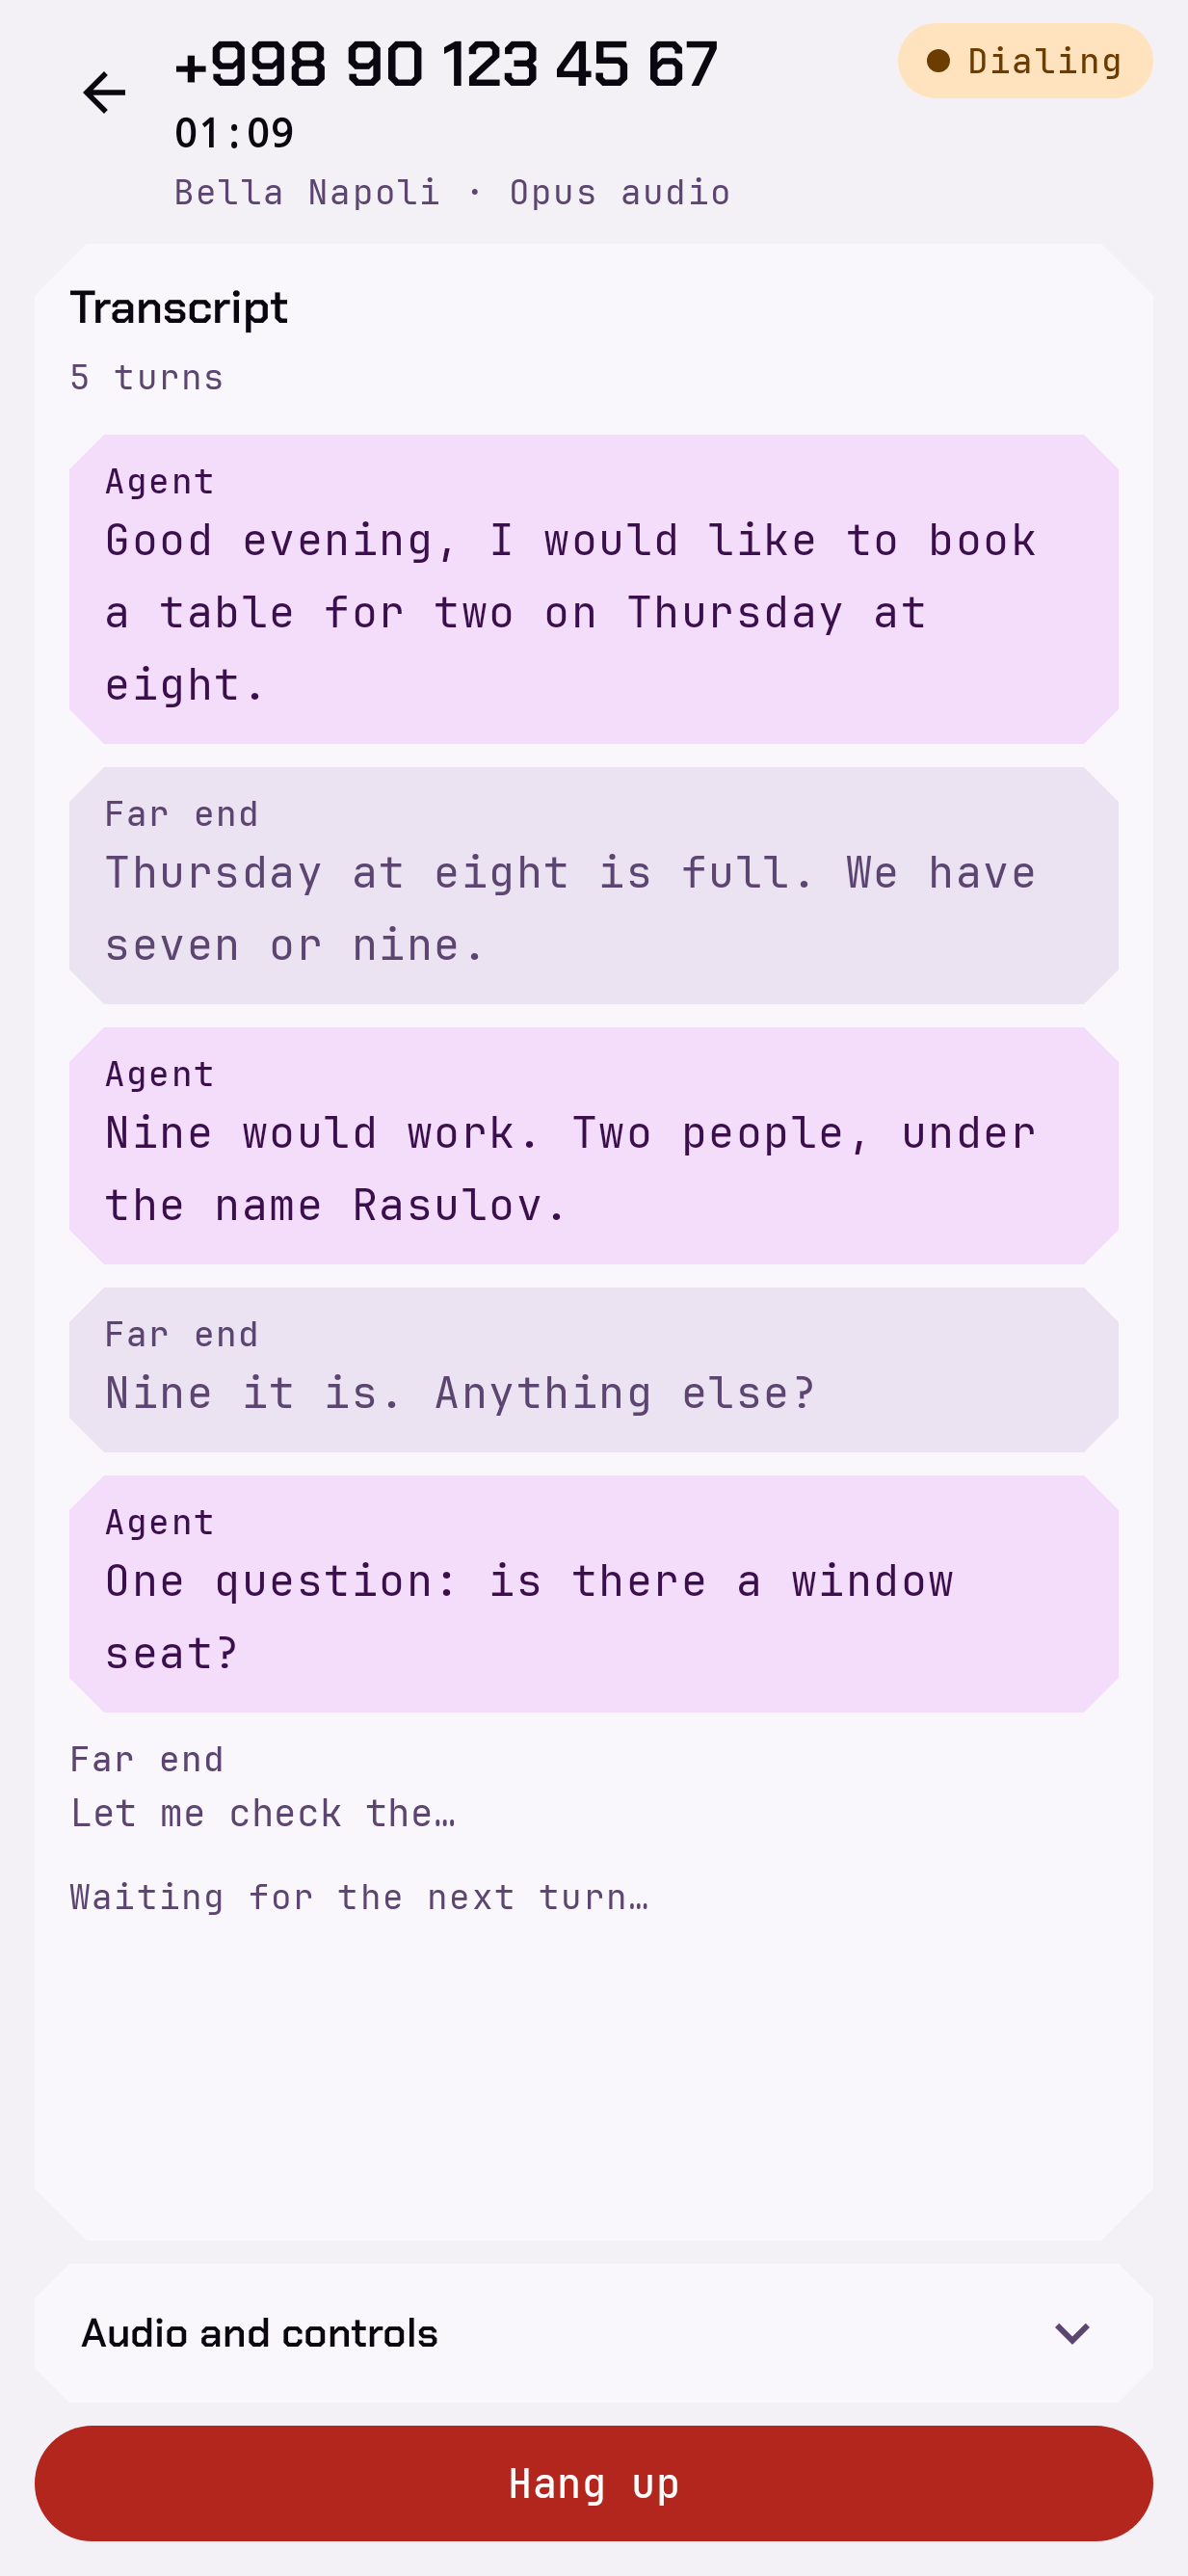 +998 90 123 45 67
Dialing
01:09
Bella Napoli · Opus audio
Transcript
5 turns
Agent
Good evening, I would like to book
a table for two on Thursday at
eight.
Far end
Thursday at eight is full. We have
seven or nine.
Agent
Nine would work. Two people, under
the name Rasulov.
Far end
Nine it is. Anything else?
Agent
One question: is there a window
seat?
Far end
Let me check the…
Waiting for the next turn…
Audio and controls
Hang up